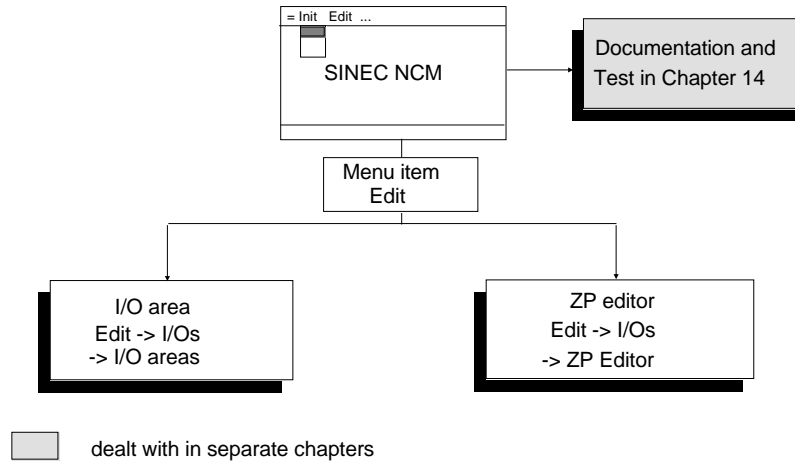 = Init Edit ...
SINEC NCM
Documentation and
Test in Chapter 14
Menu item
Edit
I/O area
Edit -> I/Os
-> I/O areas
ZP editor
Edit -> I/Os
-> ZP Editor
dealt with in separate chapters